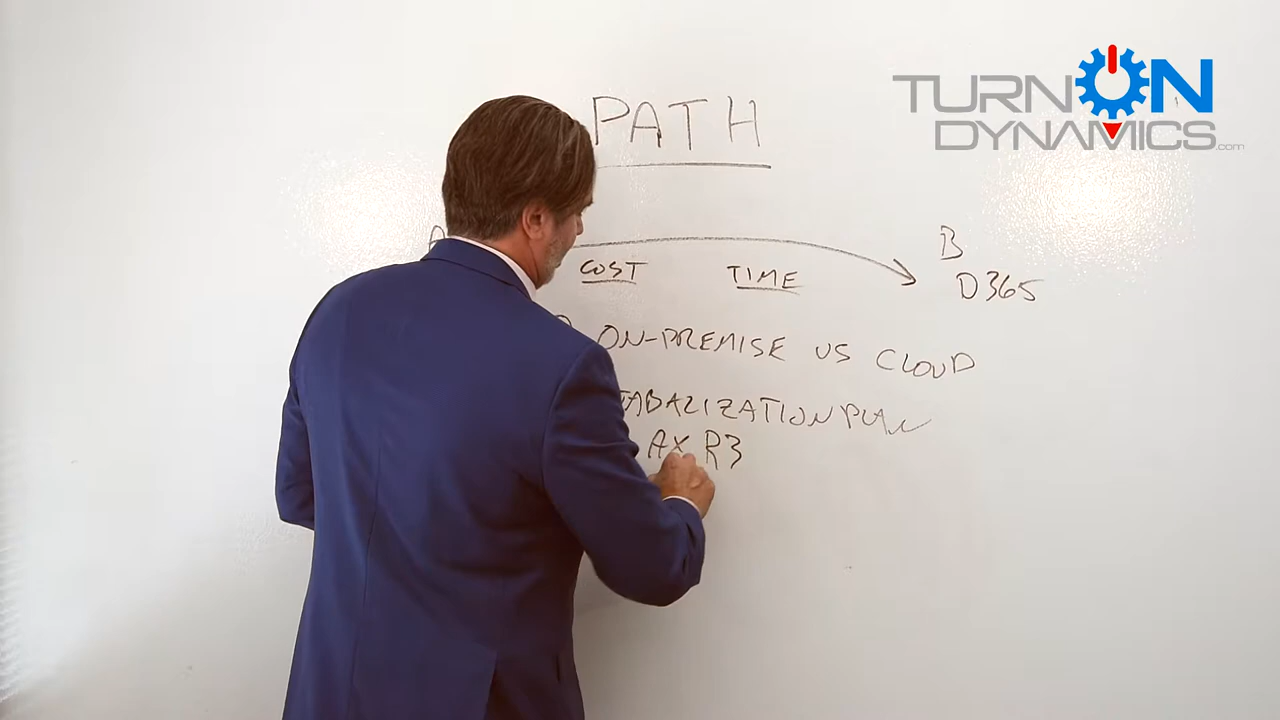 TURNON
DYNAMICS.com
PATH
A
B
COST TIME
D365
ON-PREMISE VS CLOUD
TABALIZATION PLAN
AX R3